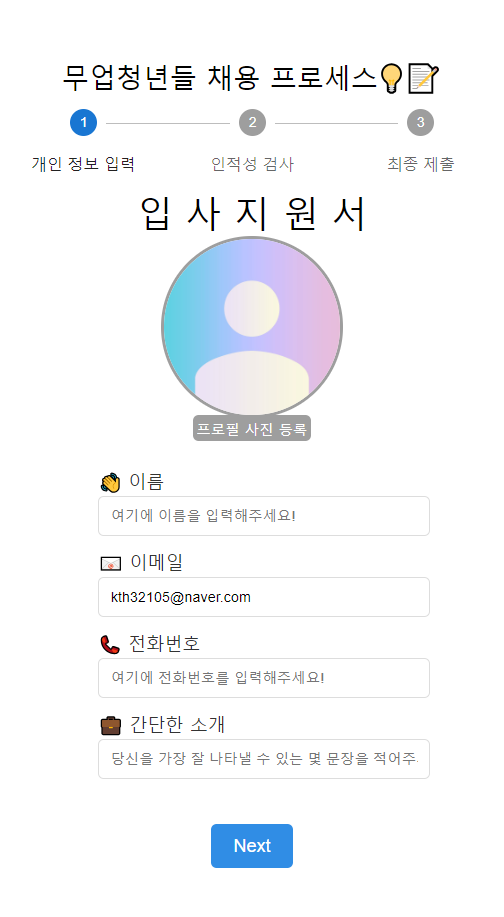 무업청년들 채용 프로세스💡📝
1 2 3
개인 정보 입력 인적성 검사 최종 제출
입 사 지 원 서
프로필 사진 등록
👋 이름
여기에 이름을 입력해주세요!
💌 이메일
kth32105@naver.com
📞 전화번호
여기에 전화번호를 입력해주세요!
💼 간단한 소개
당신을 가장 잘 나타낼 수 있는 몇 문장을 적어주
Next